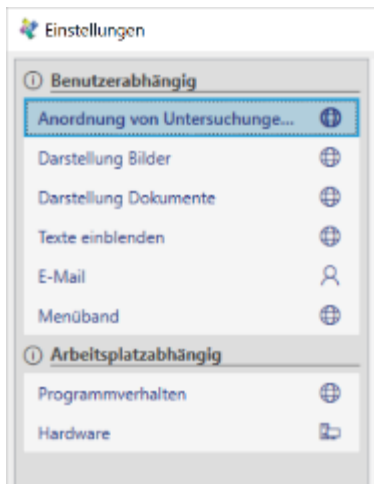 Einstellungen
Benutzerabhängig
Anordnung von Untersuchunge...
Darstellung Bilder
Darstellung Dokumente
Texte einblenden
E-Mail
Menüband
Arbeitsplatzabhängig
Programmverhalten
Hardware